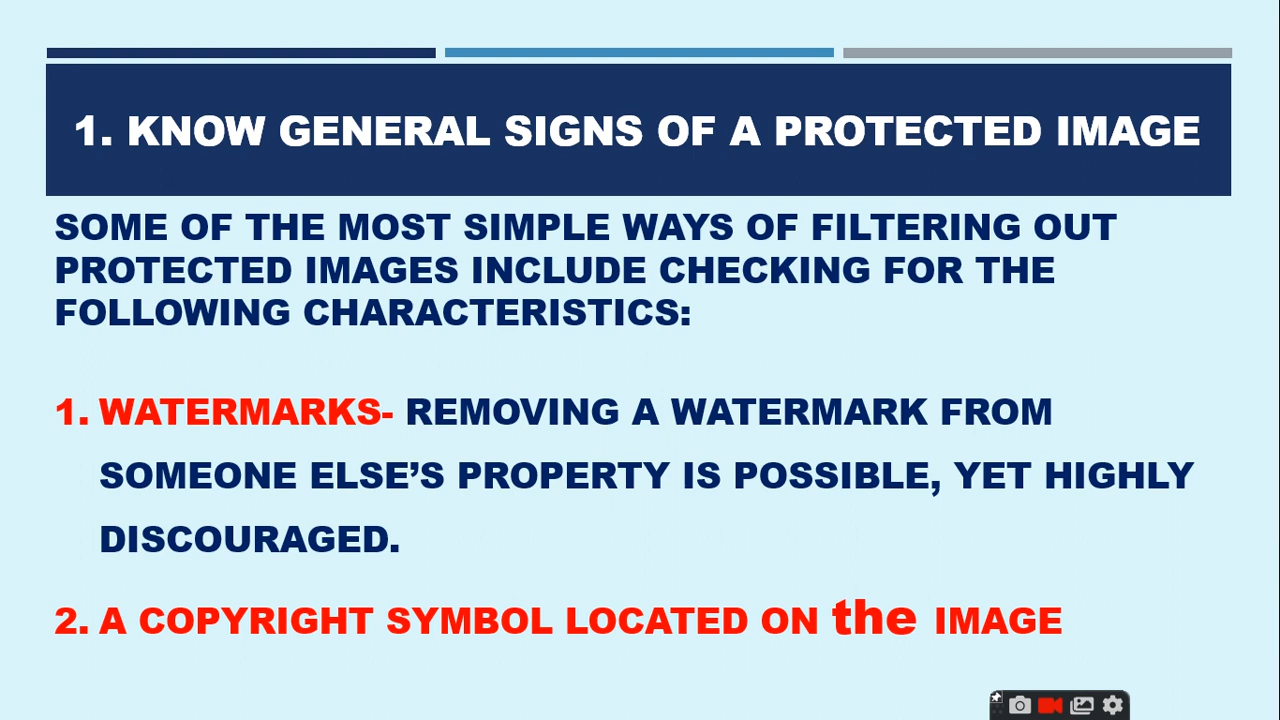 1. KNOW GENERAL SIGNS OF A PROTECTED IMAGE
SOME OF THE MOST SIMPLE WAYS OF FILTERING OUT
PROTECTED IMAGES INCLUDE CHECKING FOR THE
FOLLOWING CHARACTERISTICS:
1. WATERMARKS- REMOVING A WATERMARK FROM
SOMEONE ELSE’S PROPERTY IS POSSIBLE, YET HIGHLY
DISCOURAGED.
2. A COPYRIGHT SYMBOL LOCATED ON the IMAGE